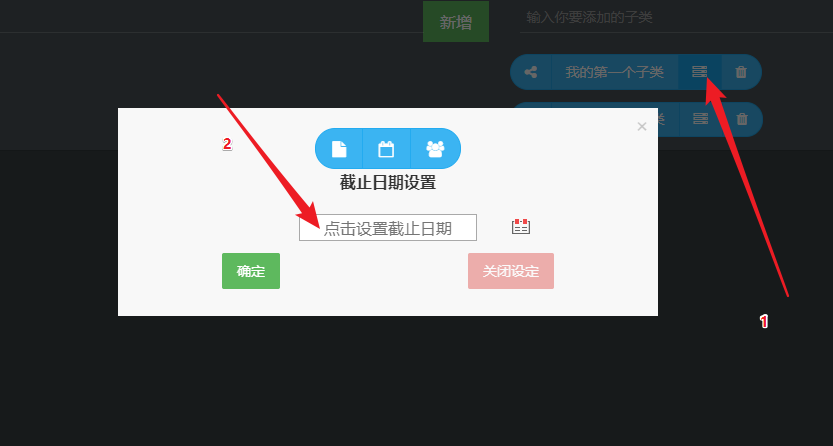 新增
输入你要添加的子类
我的第一个子类
类
×
2
截止日期设置
点击设置截止日期
确定
关闭设定
1